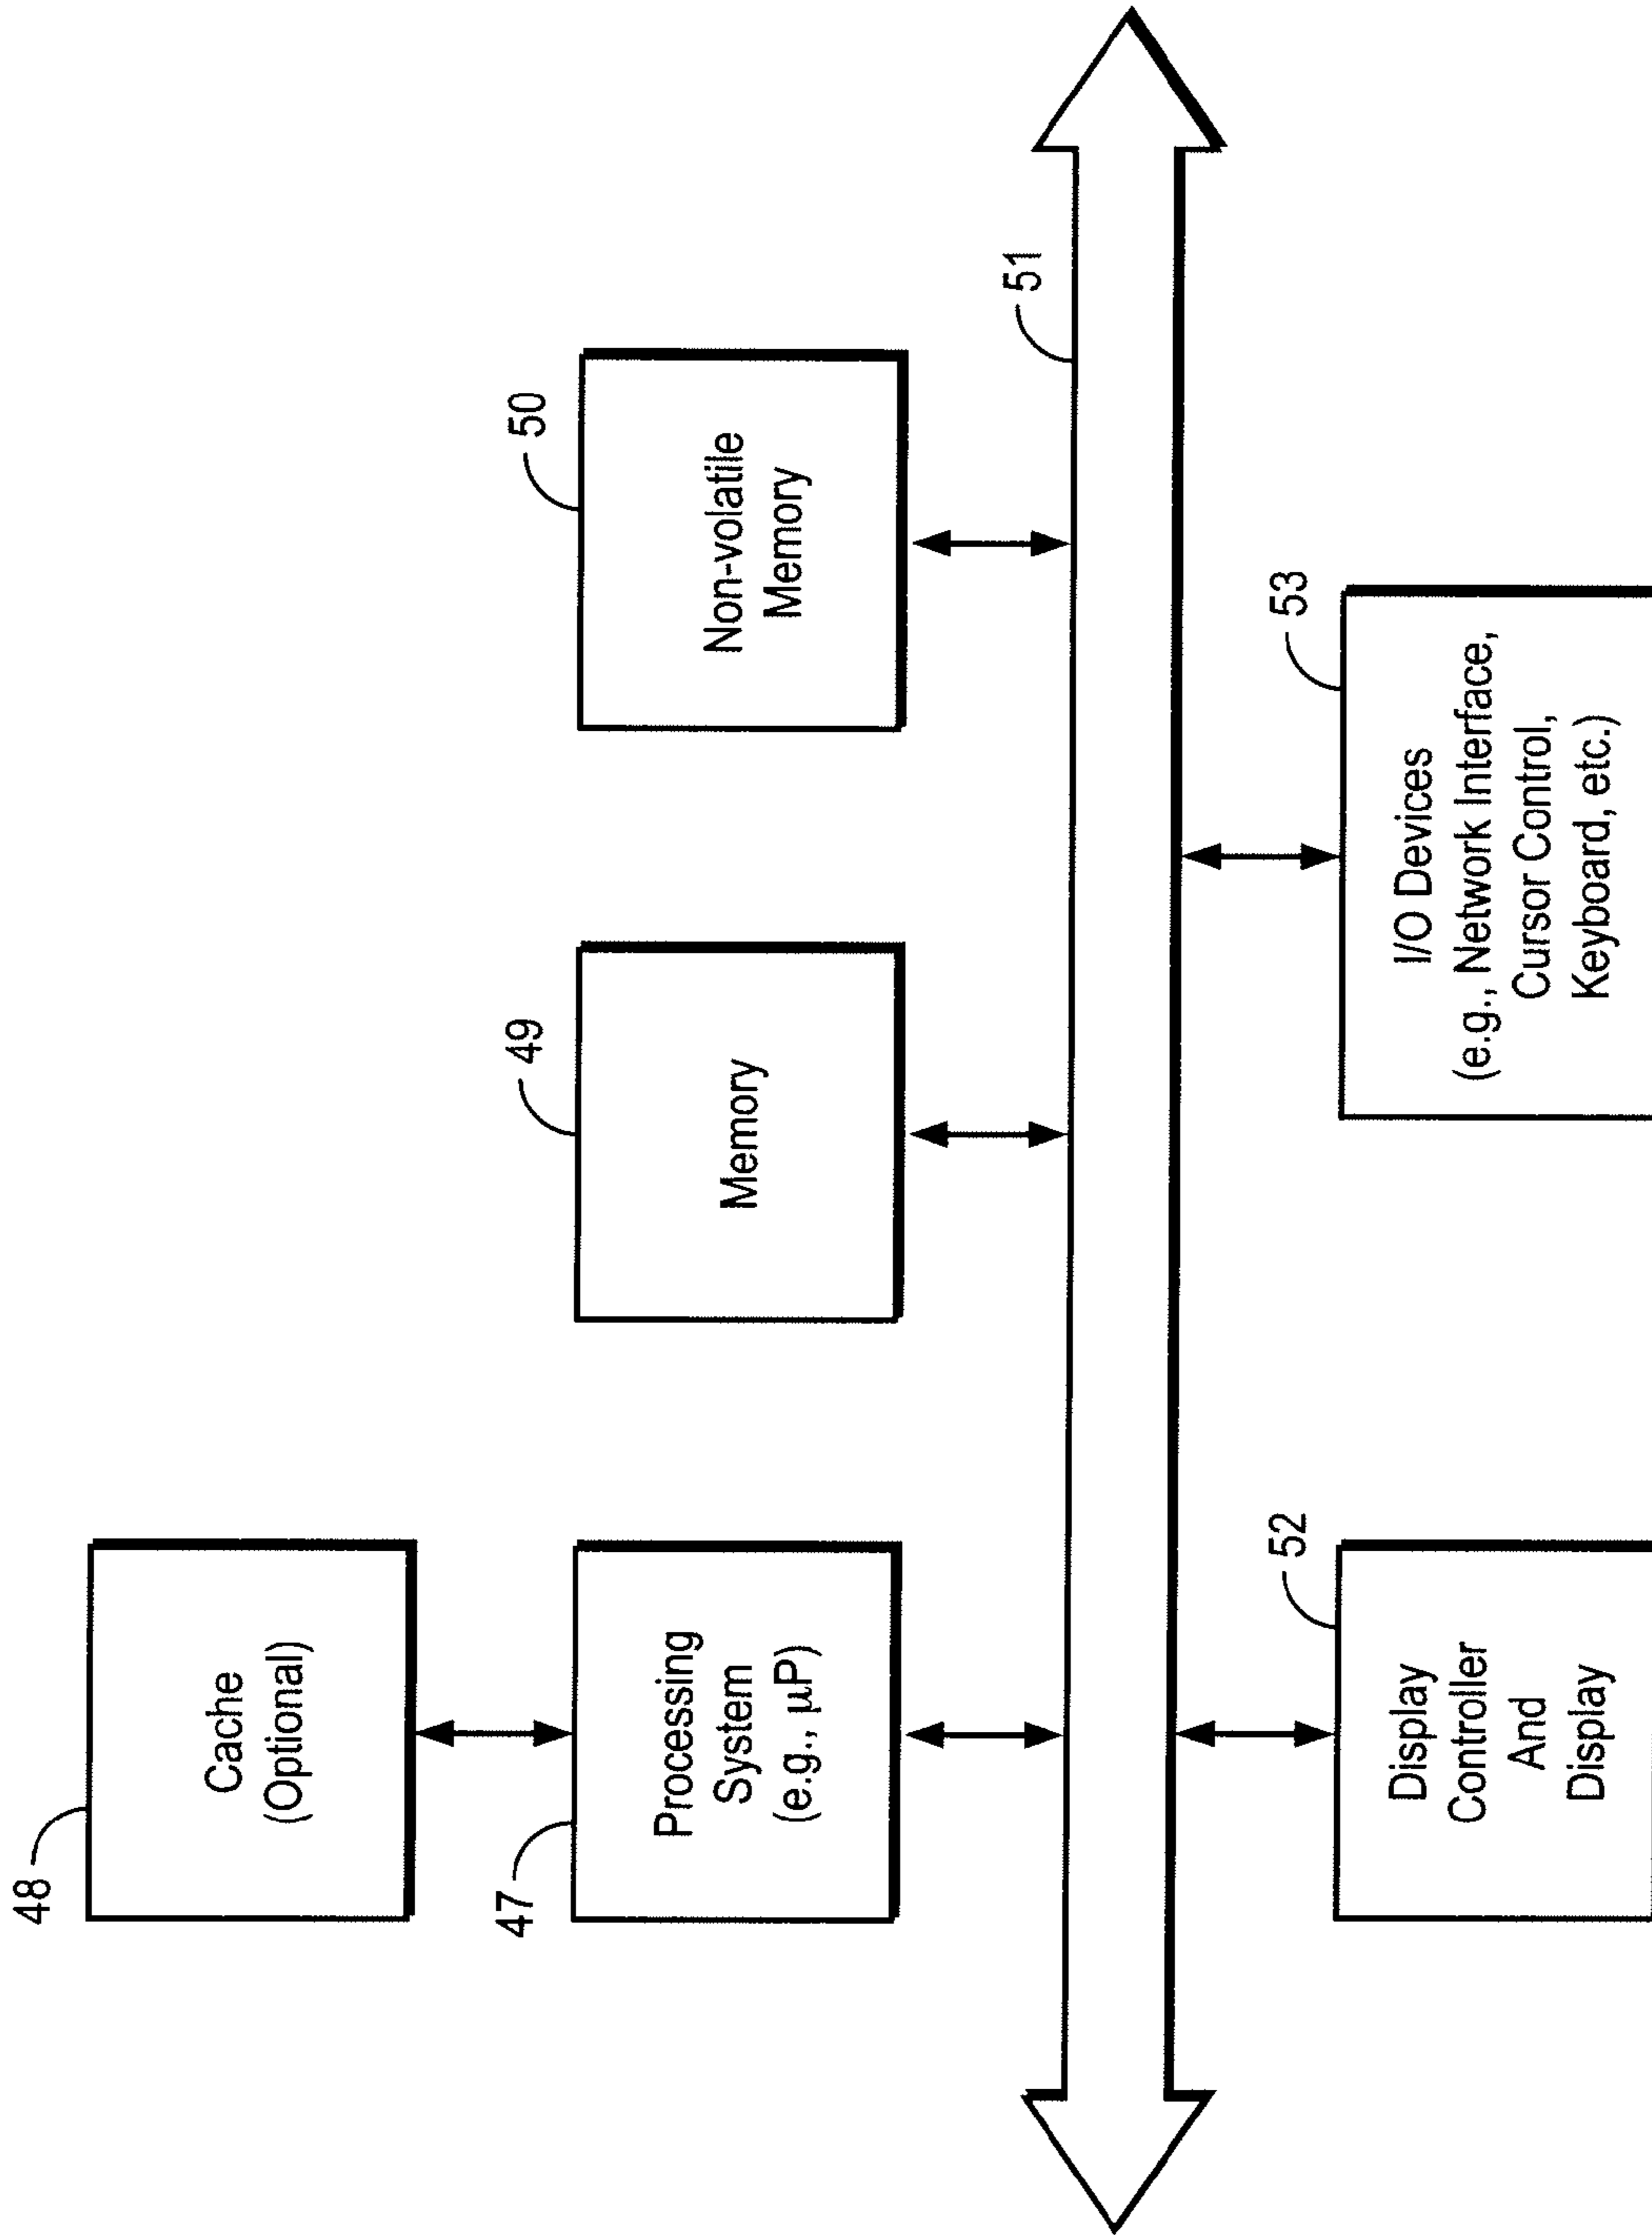 48
Cache
(Optional)
47
Processing
System
(e.g., μP)
49
Memory
50
Non-volatile
Memory
51
52
Display
Controller
And
Display
53
I/O Devices
(e.g., Network Interface,
Cursor Control,
Keyboard, etc.)